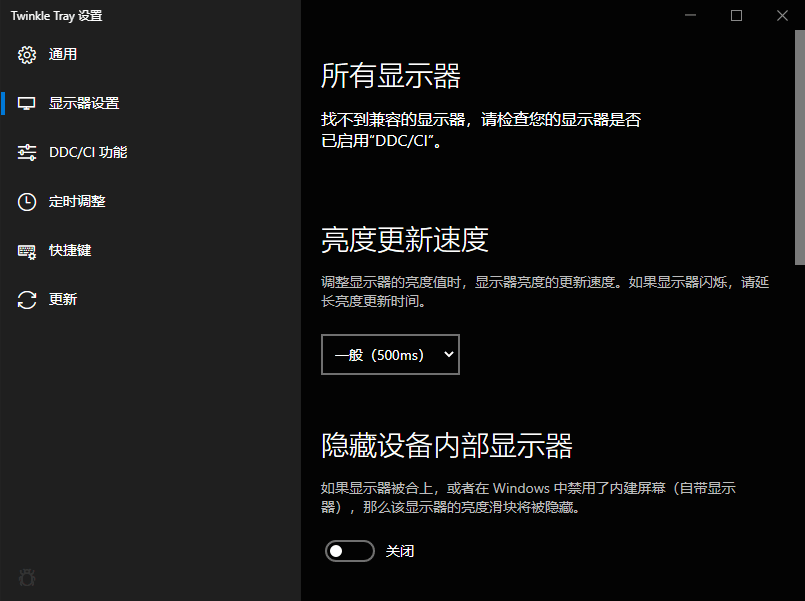 Twinkle Tray 设置
通用
显示器设置
DDC/CI 功能
定时调整
快捷键
更新
所有显示器
找不到兼容的显示器，请检查您的显示器是否
已启用“DDC/CI”。
亮度更新速度
调整显示器的亮度值时，显示器亮度的更新速度。如果显示器闪烁，请延
长亮度更新时间。
一般（500ms）
隐藏设备内部显示器
如果显示器被合上，或者在 Windows 中禁用了内建屏幕（自带显示
器），那么该显示器的亮度滑块将被隐藏。
关闭